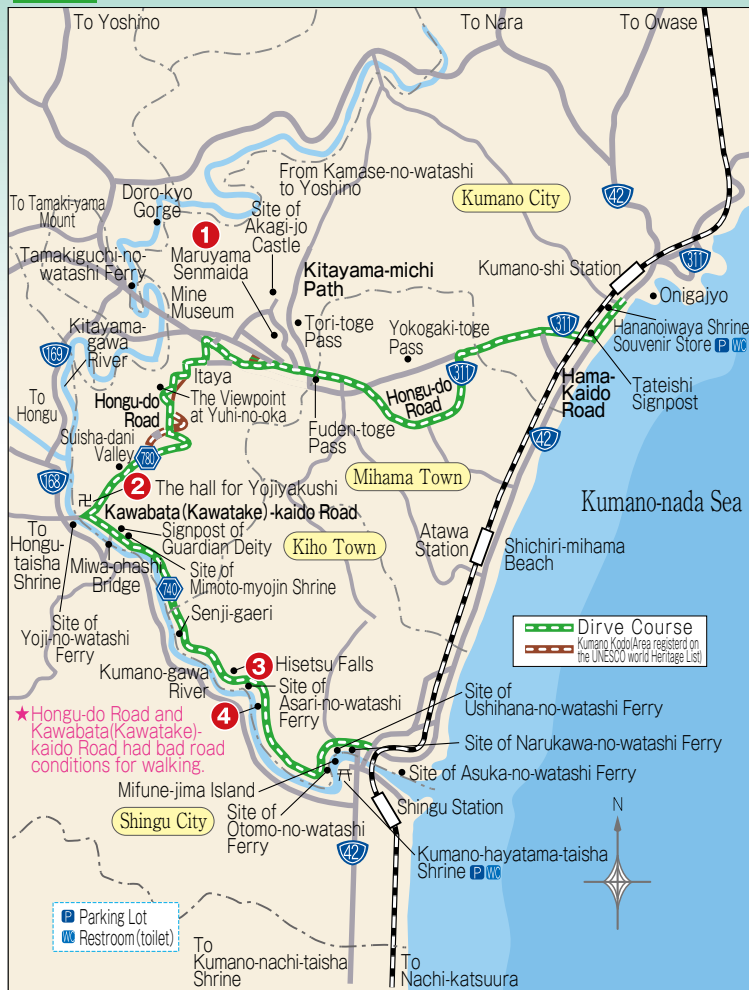 To Yoshino
To Nara
To Owase
42
From Kamase-no-watashi
to Yoshino
Kumano City
Doro-kyo
Gorge
To Tamaki-yama
Mount
1
Site of
Akagi-jo
Castle
311
Maruyama
Senmaida
Kitayama-michi
Path
Kumano-shi Station
Tamakiguchi-no-
watashi Ferry
Mine
Museum
Onigajyo
Kitayama-
gawa
River
Tori-toge
Pass
Yokogaki-toge
Pass
311
Hananoiwaya Shrine
Souvenir Store P WC
169
Itaya
311
Hama-
Kaido
Road
Tateishi
Signpost
To
Hongu
Hongu-do
Road
The Viewpoint
at Yuhi-no-oka
Hongu-do
Road
Fuden-toge
Pass
42
Suisha-dani
Valley
780
168
Mihama Town
2
The hall for Yojiyakushi
卍
Kumano-nada Sea
Kawabata(Kawatake)-kaido Road
To
Hongu-
taisha
Shrine
Signpost of
Guardian Deity
Kiho Town
Atawa
Station
Shichiri-mihama
Beach
Miwa-ohashi
Bridge
Site of
Mimoto-myojin Shrine
740
Site of
Yoji-no-watashi
Ferry
Senji-gaeri
Dirve Course
Kumano Kodo(Area registerd on
the UNESCO world Heritage List)
Kumano-gawa
River
3
Hisetsu Falls
Site of
Asari-no-watashi
Ferry
4
Site of
Ushihana-no-watashi Ferry
★Hongu-do Road and
Kawabata(Kawatake)-
kaido Road had bad road
conditions for walking.
Site of Narukawa-no-watashi Ferry
Site of Asuka-no-watashi Ferry
Mifune-jima Island
Shingu City
Site of
Otomo-no-watashi
Ferry
Shingu Station
N
42
Kumano-hayatama-taisha
Shrine P WC
P Parking Lot
WC Restroom(toilet)
To
Kumano-nachi-taisha
Shrine
To
Nachi-katsuura